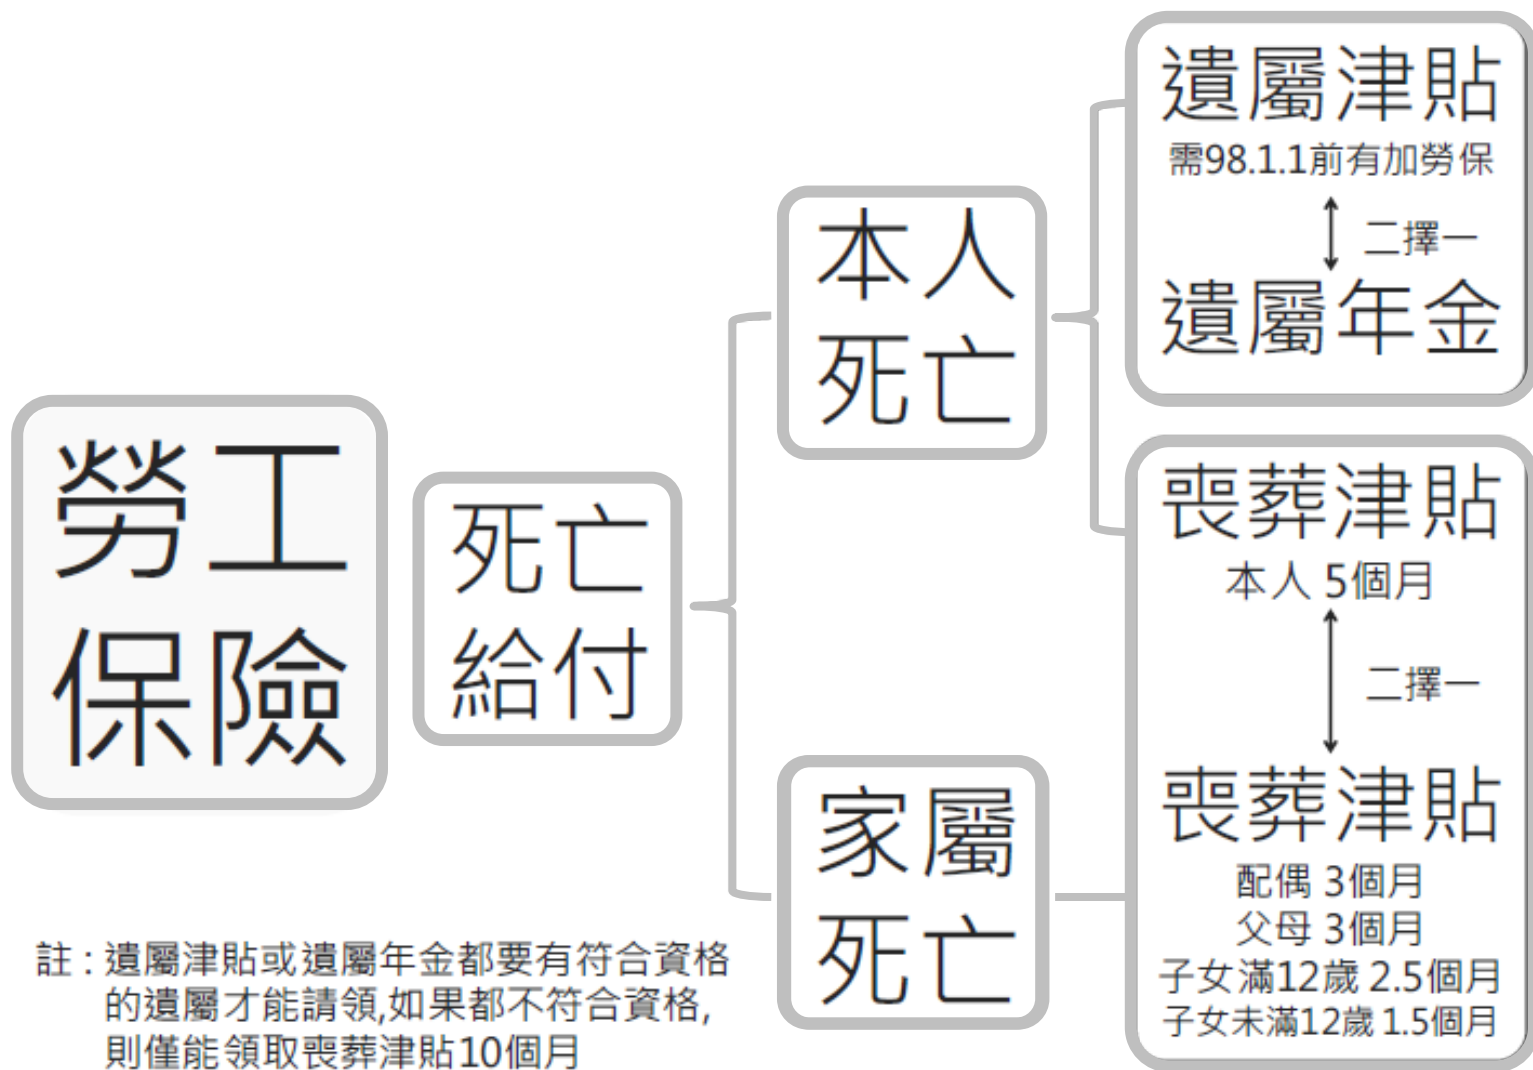 勞工
保險
死亡
給付
本人
死亡
遺屬津貼
需98.1.1前有加勞保
二擇一
遺屬年金
喪葬津貼
本人 5個月
二擇一
喪葬津貼
配偶 3個月
父母 3個月
子女滿12歲 2.5個月
子女未滿12歲 1.5個月
家屬
死亡
註：遺屬津貼或遺屬年金都要有符合資格
的遺屬才能請領,如果都不符合資格,
則僅能領取喪葬津貼10個月